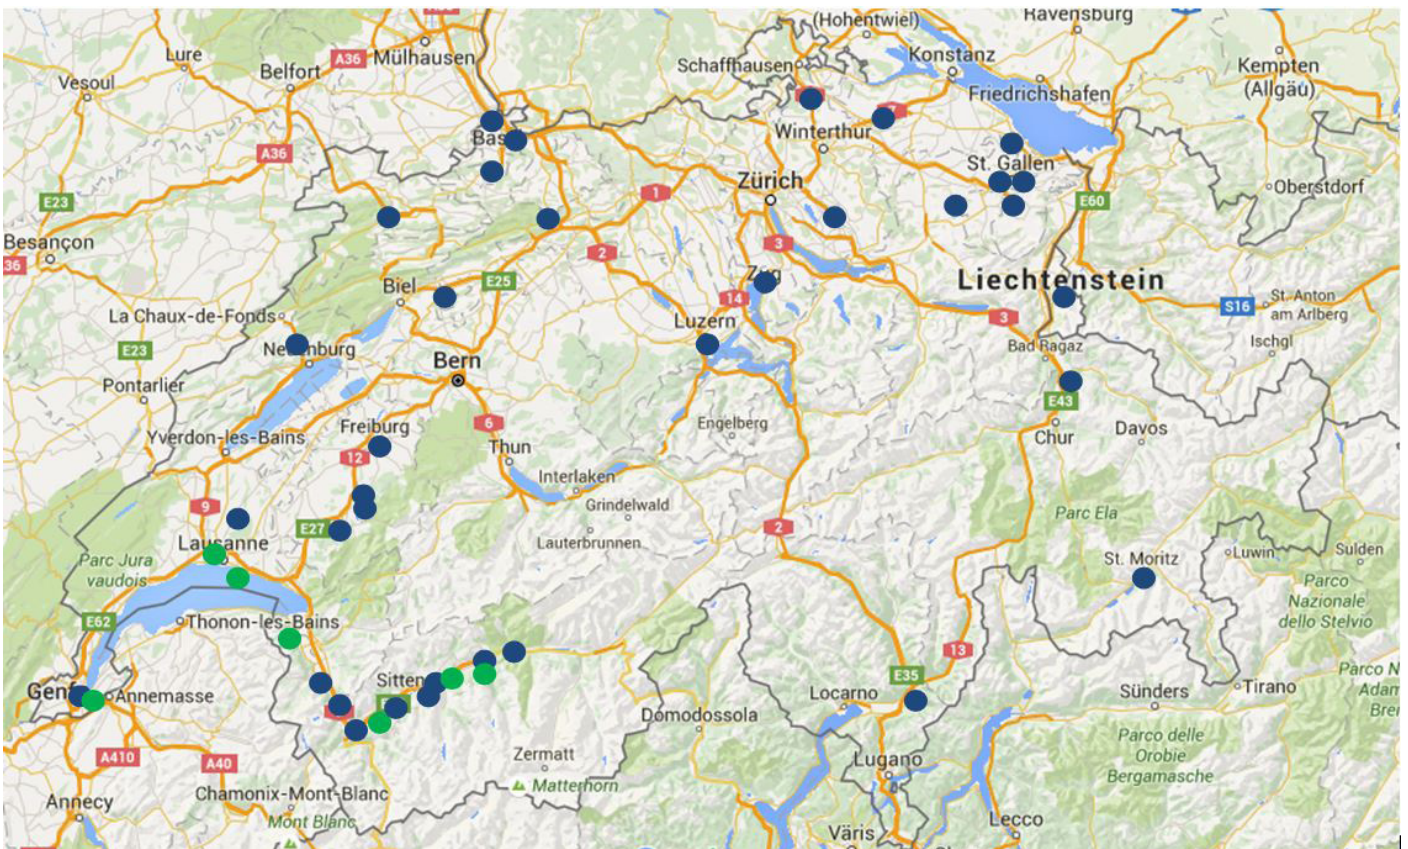 (Hohentwiel)
Ravensburg
Lure
A36
Mülhausen
Schaffhausen
Konstanz
Kempten
(Allgäu)
Vesoul
Belfort
Friedrichshafen
Winterthur
A36
St. Gallen
Zürich
1
Oberstdorf
E23
E60
Besançon
36
2
3
Liechtenstein
Biel
E25
14
S16
St. Anton
am Arlberg
La Chaux-de-Fonds
Luzern
3
E23
Bern
Bad Ragaz
Ischgl
Pontarlier
E43
Freiburg
6
Engelberg
Chur
Davos
Yverdon-les-Bains
12
Thun
Interlaken
9
Grindelwald
Parc Ela
E27
2
Lausanne
Lauterbrunnen
Parc Jura
vaudois
St. Moritz
Luwin
Sulden
Parco
Nazionale
dello Stelvio
E62
Thonon-les-Bains
13
Sitten
E35
Parco N
Adam
Bren
Annemasse
Locarno
Sünders
Tirano
Domodossola
A410
A40
Zermatt
Parco delle
Orobie
Bergamasche
Lugano
Matterhorn
Annecy
Chamonix-Mont-Blanc
Mont Blanc
Lecco
Väris